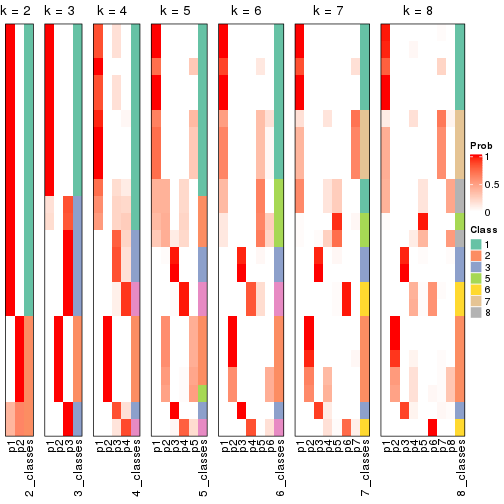 k = 2
k = 3
k = 4
k = 5
k = 6
k = 7
k = 8
p1
p2
2_classes
p1
p2
p3
3_classes
p1
p2
p3
p4
4_classes
p1
p2
p3
p4
p5
5_classes
p1
p2
p3
p4
p5
p6
6_classes
p1
p2
p3
p4
p5
p6
p7
7_classes
p1
p2
p3
p4
p5
p6
p7
p8
8_classes
Prob
1
0.5
0
Class
1
2
3
5
6
7
8